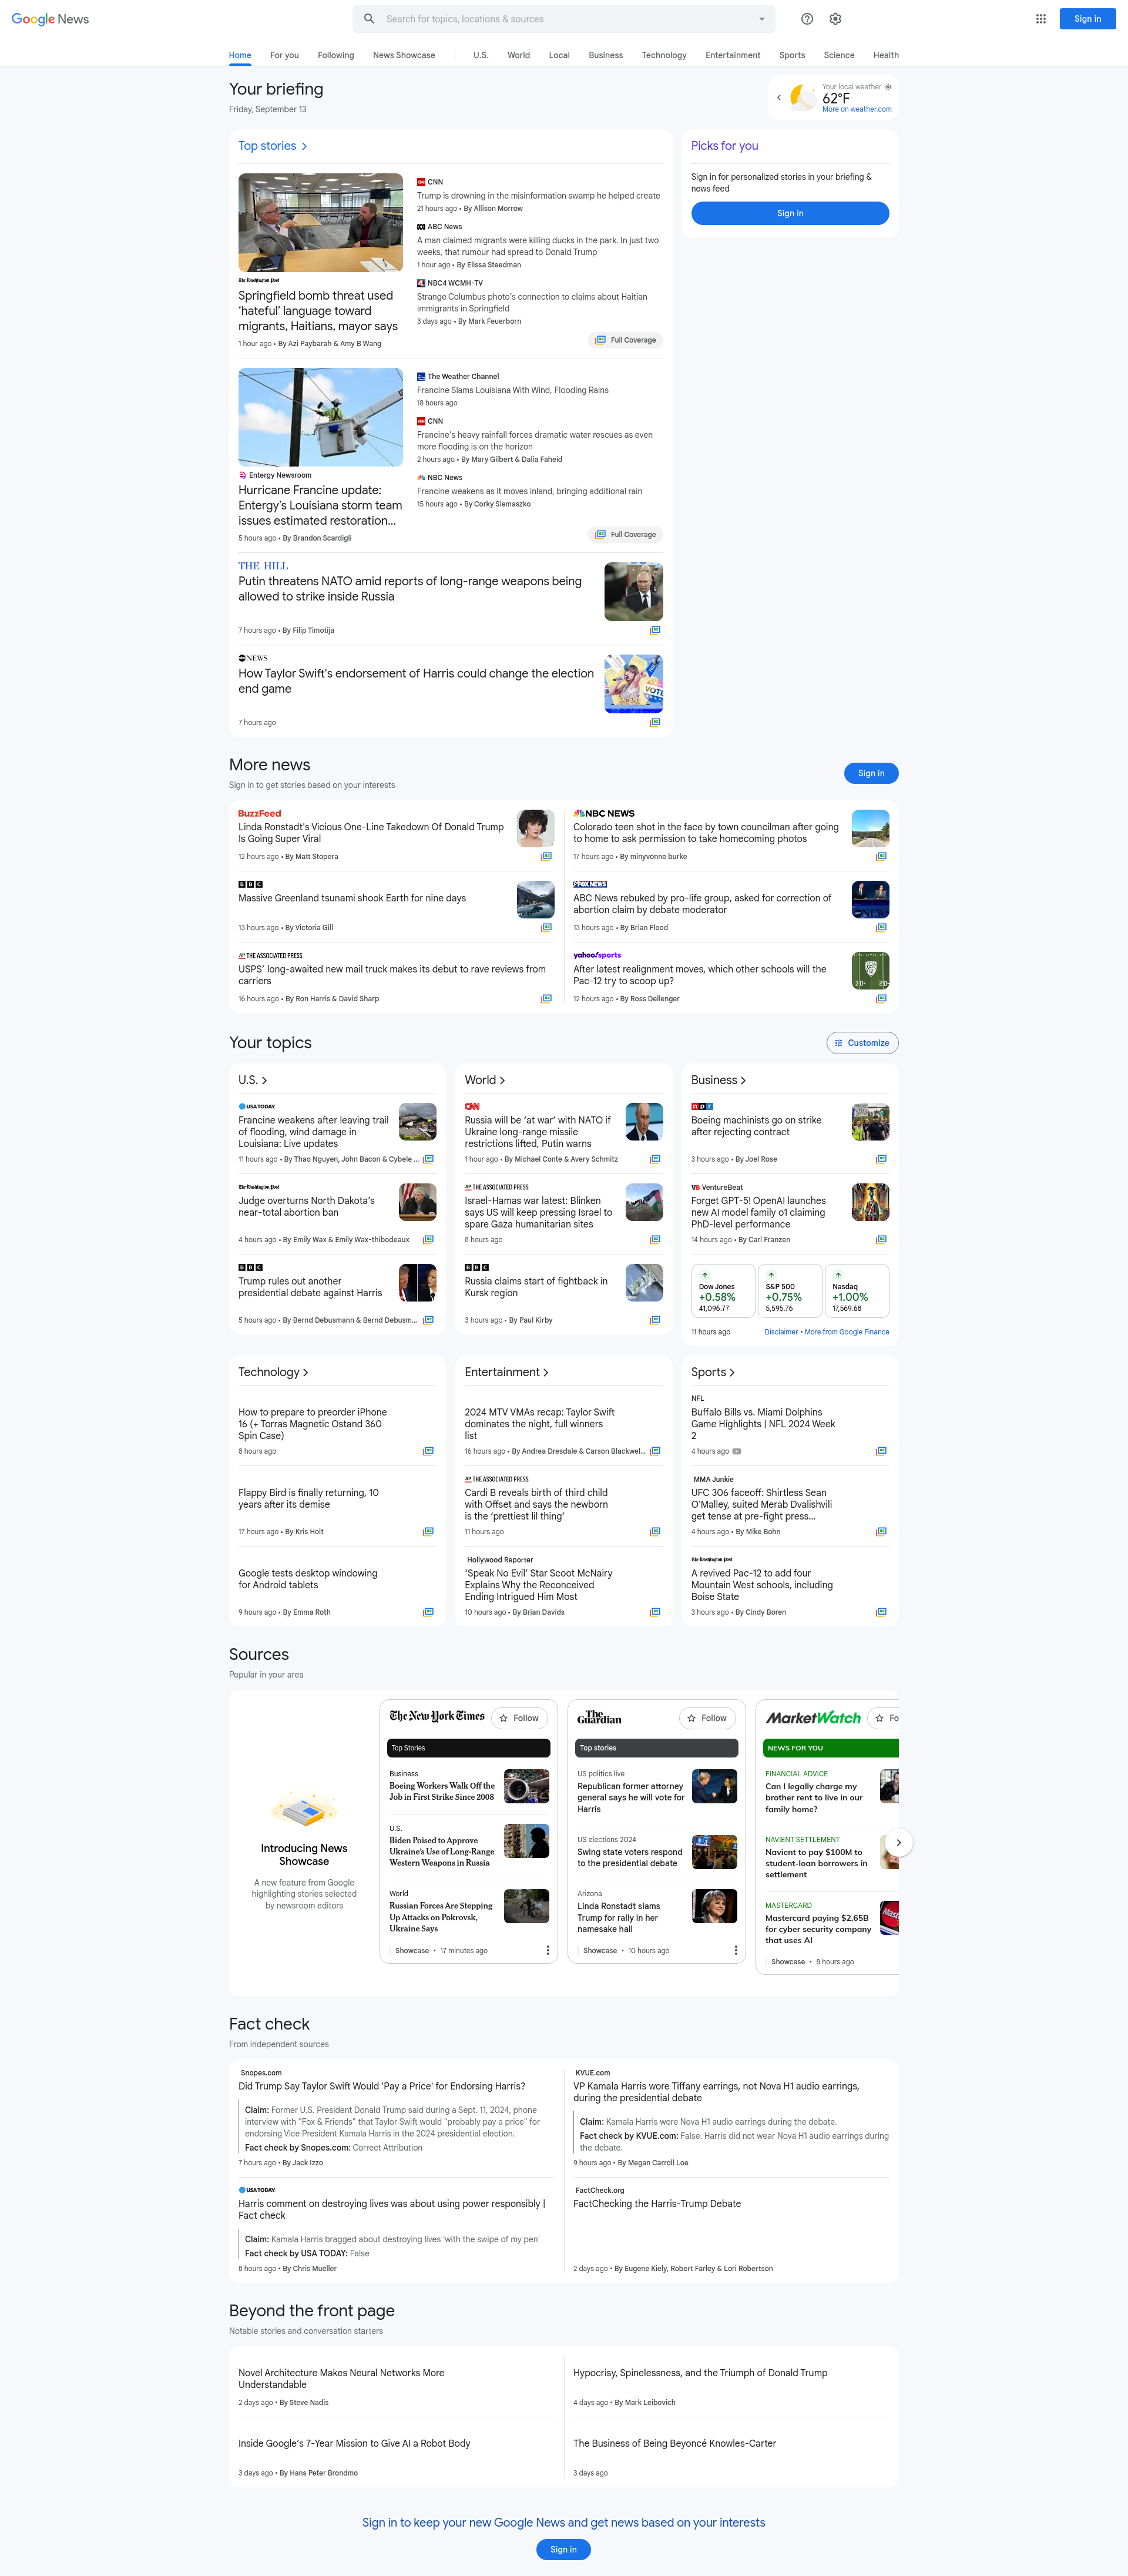 Google News
Search for topics, locations & sources
Sign in
Home
For you
Following
News Showcase
U.S.
World
Local
Business
Technology
Entertainment
Sports
Science
Health
Your briefing
Friday, September 13
Your local weather
62°F
More on weather.com
Top stories
The Washington Post
Springfield bomb threat used
‘hateful’ language toward
migrants, Haitians, mayor says
1 hour ago • By Azi Paybarah & Amy B Wang
CNN
Trump is drowning in the misinformation swamp he helped create
21 hours ago • By Allison Morrow
ABC News
A man claimed migrants were killing ducks in the park. In just two
weeks, that rumour had spread to Donald Trump
1 hour ago • By Elissa Steedman
NBC4 WCMH-TV
Strange Columbus photo's connection to claims about Haitian
immigrants in Springfield
3 days ago • By Mark Feuerborn
Full Coverage
Picks for you
Sign in for personalized stories in your briefing &
news feed
Sign in
Entergy Newsroom
Hurricane Francine update:
Entergy's Louisiana storm team
issues estimated restoration...
5 hours ago • By Brandon Scardigli
The Weather Channel
Francine Slams Louisiana With Wind, Flooding Rains
18 hours ago
CNN
Francine's heavy rainfall forces dramatic water rescues as even
more flooding is on the horizon
2 hours ago • By Mary Gilbert & Dalia Faheid
NBC News
Francine weakens as it moves inland, bringing additional rain
15 hours ago • By Corky Siemaszko
Full Coverage
THE HILL
Putin threatens NATO amid reports of long-range weapons being
allowed to strike inside Russia
7 hours ago • By Filip Timotija
abc NEWS
How Taylor Swift's endorsement of Harris could change the election
end game
7 hours ago
VOTE
More news
Sign in to get stories based on your interests
Sign in
BuzzFeed
Linda Ronstadt's Vicious One-Line Takedown Of Donald Trump
Is Going Super Viral
12 hours ago • By Matt Stopera
NBC NEWS
Colorado teen shot in the face by town councilman after going
to home to ask permission to take homecoming photos
17 hours ago • By minyvonne burke
BBC
Massive Greenland tsunami shook Earth for nine days
13 hours ago • By Victoria Gill
FOX NEWS
ABC News rebuked by pro-life group, asked for correction of
abortion claim by debate moderator
13 hours ago • By Brian Flood
AP THE ASSOCIATED PRESS
USPS' long-awaited new mail truck makes its debut to rave reviews from
carriers
16 hours ago • By Ron Harris & David Sharp
yahoo!sports
After latest realignment moves, which other schools will the
Pac-12 try to scoop up?
12 hours ago • By Ross Dellenger
Your topics
Customize
U.S.
USA TODAY
Francine weakens after leaving trail
of flooding, wind damage in
Louisiana: Live updates
11 hours ago • By Thao Nguyen, John Bacon & Cybele ...
The Washington Post
Judge overturns North Dakota's
near-total abortion ban
4 hours ago • By Emily Wax & Emily Wax-thibodeaux
BBC
Trump rules out another
presidential debate against Harris
5 hours ago • By Bernd Debusmann & Bernd Debusm...
World
CNN
Russia will be ‘at war’ with NATO if
Ukraine long-range missile
restrictions lifted, Putin warns
1 hour ago • By Michael Conte & Avery Schmitz
AP THE ASSOCIATED PRESS
Israel-Hamas war latest: Blinken
says US will keep pressing Israel to
spare Gaza humanitarian sites
8 hours ago
BBC
Russia claims start of fightback in
Kursk region
3 hours ago • By Paul Kirby
Business
npr
Boeing machinists go on strike
after rejecting contract
3 hours ago • By Joel Rose
VB VentureBeat
Forget GPT-5! OpenAI launches
new AI model family o1 claiming
PhD-level performance
14 hours ago • By Carl Franzen
Dow Jones
+0.58%
41,096.77
S&P 500
+0.75%
5,595.76
Nasdaq
+1.00%
17,569.68
11 hours ago
Disclaimer • More from Google Finance
Technology
How to prepare to preorder iPhone
16 (+ Torras Magnetic Ostand 360
Spin Case)
8 hours ago
Flappy Bird is finally returning, 10
years after its demise
17 hours ago • By Kris Holt
Google tests desktop windowing
for Android tablets
9 hours ago • By Emma Roth
Entertainment
2024 MTV VMAs recap: Taylor Swift
dominates the night, full winners
list
16 hours ago • By Andrea Dresdale & Carson Blackwel...
AP THE ASSOCIATED PRESS
Cardi B reveals birth of third child
with Offset and says the newborn
is the ‘prettiest lil thing’
11 hours ago
Hollywood Reporter
‘Speak No Evil’ Star Scoot McNairy
Explains Why the Reconceived
Ending Intrigued Him Most
10 hours ago • By Brian Davids
Sports
NFL
Buffalo Bills vs. Miami Dolphins
Game Highlights | NFL 2024 Week
2
4 hours ago
MMA Junkie
UFC 306 faceoff: Shirtless Sean
O'Malley, suited Merab Dvalishvili
get tense at pre-fight press...
4 hours ago • By Mike Bohn
The Washington Post
A revived Pac-12 to add four
Mountain West schools, including
Boise State
3 hours ago • By Cindy Boren
Sources
Popular in your area
Introducing News
Showcase
A new feature from Google
highlighting stories selected
by newsroom editors
The New York Times
Follow
Top Stories
Business
Boeing Workers Walk Off the
Job in First Strike Since 2008
U.S.
Biden Poised to Approve
Ukraine's Use of Long-Range
Western Weapons in Russia
World
Russian Forces Are Stepping
Up Attacks on Pokrovsk,
Ukraine Says
Showcase • 17 minutes ago
The Guardian
Follow
Top stories
US politics live
Republican former attorney
general says he will vote for
Harris
US elections 2024
Swing state voters respond
to the presidential debate
Arizona
Linda Ronstadt slams
Trump for rally in her
namesake hall
Showcase • 10 hours ago
MarketWatch
Fo
NEWS FOR YOU
FINANCIAL ADVICE
Can I legally charge my
brother rent to live in our
family home?
NAVIENT SETTLEMENT
Navient to pay $100M to
student-loan borrowers in
settlement
MASTERCARD
Mastercard paying $2.65B
for cyber security company
that uses AI
Showcase • 8 hours ago
Fact check
From independent sources
Snopes.com
Did Trump Say Taylor Swift Would 'Pay a Price' for Endorsing Harris?
Claim: Former U.S. President Donald Trump said during a Sept. 11, 2024, phone
interview with "Fox & Friends" that Taylor Swift would "probably pay a price" for
endorsing Vice President Kamala Harris in the 2024 presidential election.
Fact check by Snopes.com: Correct Attribution
7 hours ago • By Jack Izzo
KVUE.com
VP Kamala Harris wore Tiffany earrings, not Nova H1 audio earrings,
during the presidential debate
Claim: Kamala Harris wore Nova H1 audio earrings during the debate.
Fact check by KVUE.com: False. Harris did not wear Nova H1 audio earrings during
the debate.
9 hours ago • By Megan Carroll Loe
USA TODAY
Harris comment on destroying lives was about using power responsibly |
Fact check
Claim: Kamala Harris bragged about destroying lives 'with the swipe of my pen'
Fact check by USA TODAY: False
8 hours ago • By Chris Mueller
FactCheck.org
FactChecking the Harris-Trump Debate
2 days ago • By Eugene Kiely, Robert Farley & Lori Robertson
Beyond the front page
Notable stories and conversation starters
Novel Architecture Makes Neural Networks More
Understandable
2 days ago • By Steve Nadis
Hypocrisy, Spinelessness, and the Triumph of Donald Trump
4 days ago • By Mark Leibovich
Inside Google's 7-Year Mission to Give AI a Robot Body
3 days ago • By Hans Peter Brondmo
The Business of Being Beyoncé Knowles-Carter
3 days ago
Sign in to keep your new Google News and get news based on your interests
Sign in